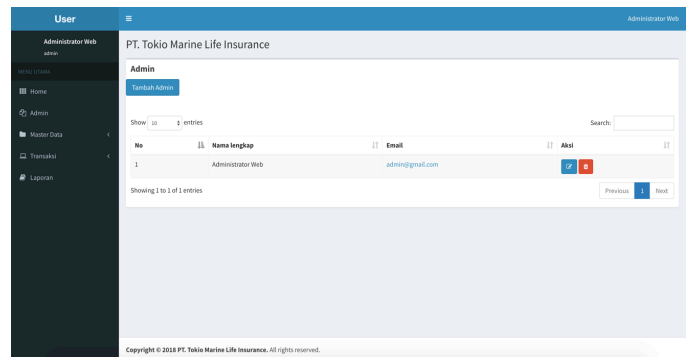 User
Administrator Web
Administrator Web
admin
MENU UTAMA
Home
Admin
Master Data
Transaksi
Laporan
PT. Tokio Marine Life Insurance
Admin
Tambah Admin
Show 10 entries
Search:
No Nama lengkap Email Aksi
1 Administrator Web admin@gmail.com
Showing 1 to 1 of 1 entries
Previous 1 Next
Copyright © 2018 PT. Tokio Marine Life Insurance. All rights reserved.